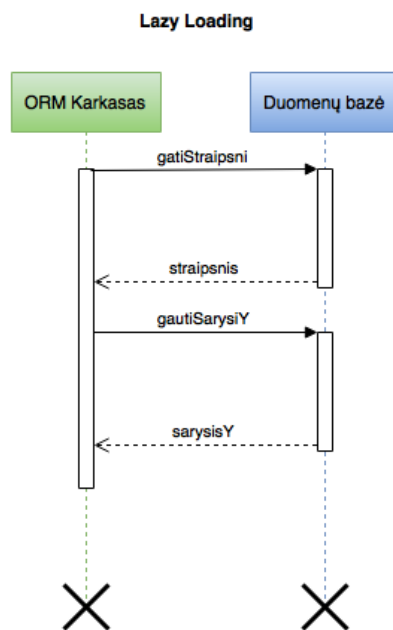 Lazy Loading
ORM Karkasas
Duomenų bazė
gatiStraipsni
straipsnis
gautiSarysiY
sarysisY